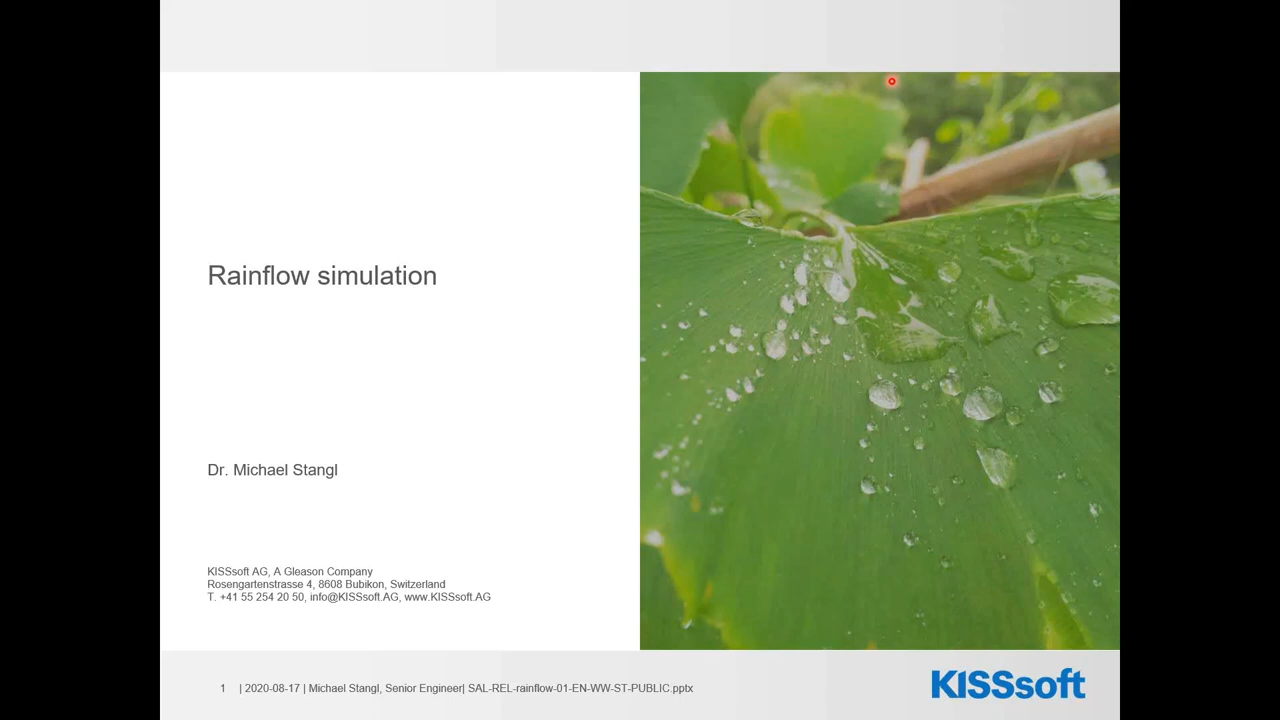 Rainflow simulation
Dr. Michael Stangl
KISSsoft AG, A Gleason Company
Rosengartenstrasse 4, 8608 Bubikon, Switzerland
T. +41 55 254 20 50, info@KISSsoft.AG, www.KISSsoft.AG
1 | 2020-08-17 | Michael Stangl, Senior Engineer| SAL-REL-rainflow-01-EN-WW-ST-PUBLIC.pptx
KISSsoft